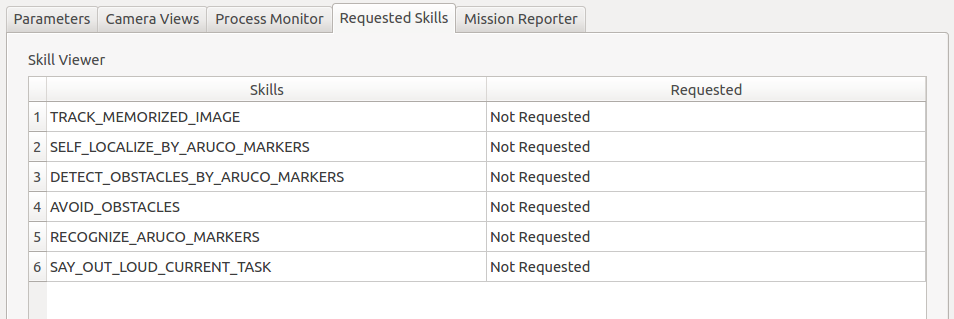 Parameters Camera Views Process Monitor Requested Skills Mission Reporter
Skill Viewer
Skills Requested
1 TRACK_MEMORIZED_IMAGE Not Requested
2 SELF_LOCALIZE_BY_ARUCO_MARKERS Not Requested
3 DETECT_OBSTACLES_BY_ARUCO_MARKERS Not Requested
4 AVOID_OBSTACLES Not Requested
5 RECOGNIZE_ARUCO_MARKERS Not Requested
6 SAY_OUT_LOUD_CURRENT_TASK Not Requested